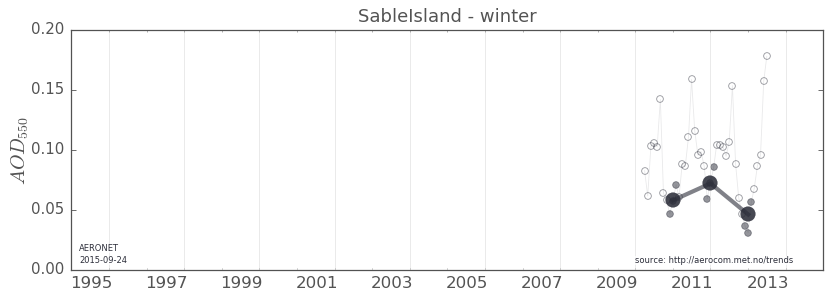 SableIsland - winter
0.20
0.15
0.10
0.05
0.00
AOD550
AERONET
2015-09-24
source: http://aerocom.met.no/trends
1995 1997 1999 2001 2003 2005 2007 2009 2011 2013